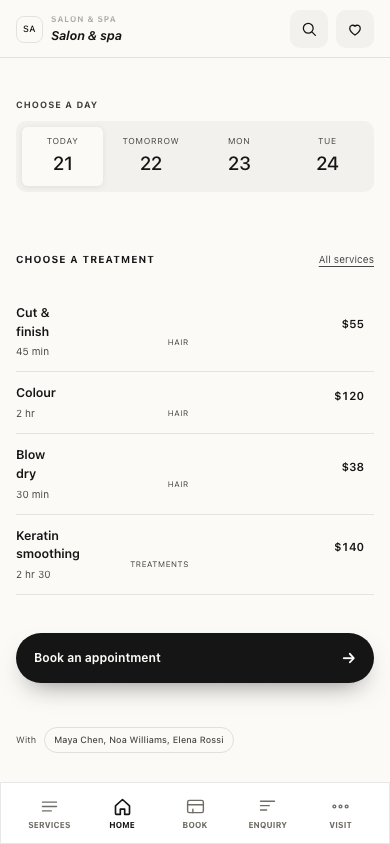 SA
SALON & SPA
Salon & spa
CHOOSE A DAY
TODAY
21
TOMORROW
22
MON
23
TUE
24
CHOOSE A TREATMENT
All services
Cut &
finish
45 min
HAIR
$55
Colour
2 hr
HAIR
$120
Blow
dry
30 min
HAIR
$38
Keratin
smoothing
2 hr 30
TREATMENTS
$140
Book an appointment
With
Maya Chen, Noa Williams, Elena Rossi
SERVICES
HOME
BOOK
ENQUIRY
VISIT